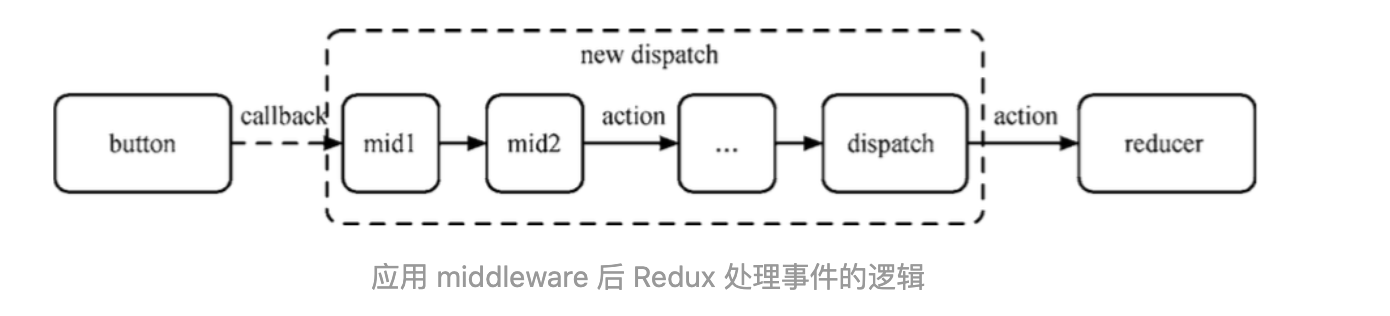 new dispatch
button
callback
mid1
mid2
action
...
dispatch
action
reducer
应用 middleware 后 Redux 处理事件的逻辑